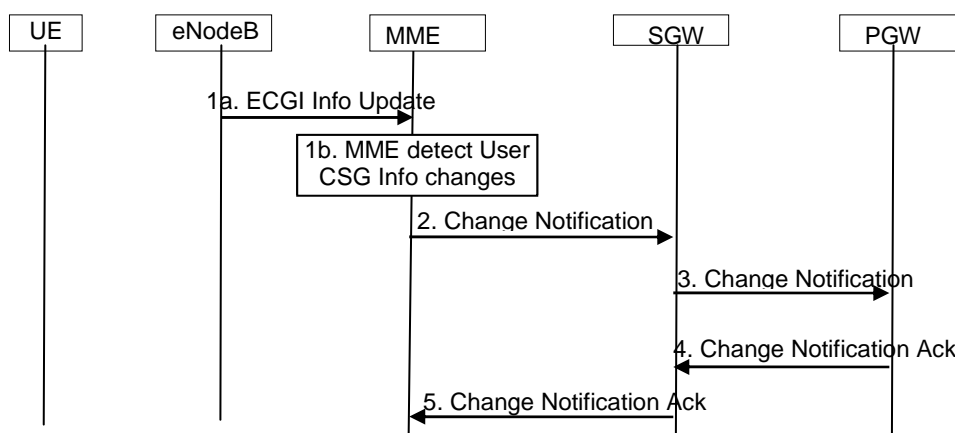 UE
eNodeB
MME
SGW
PGW
1a. ECGI Info Update
1b. MME detect User
CSG Info changes
2. Change Notification
3. Change Notification
4. Change Notification Ack
5. Change Notification Ack